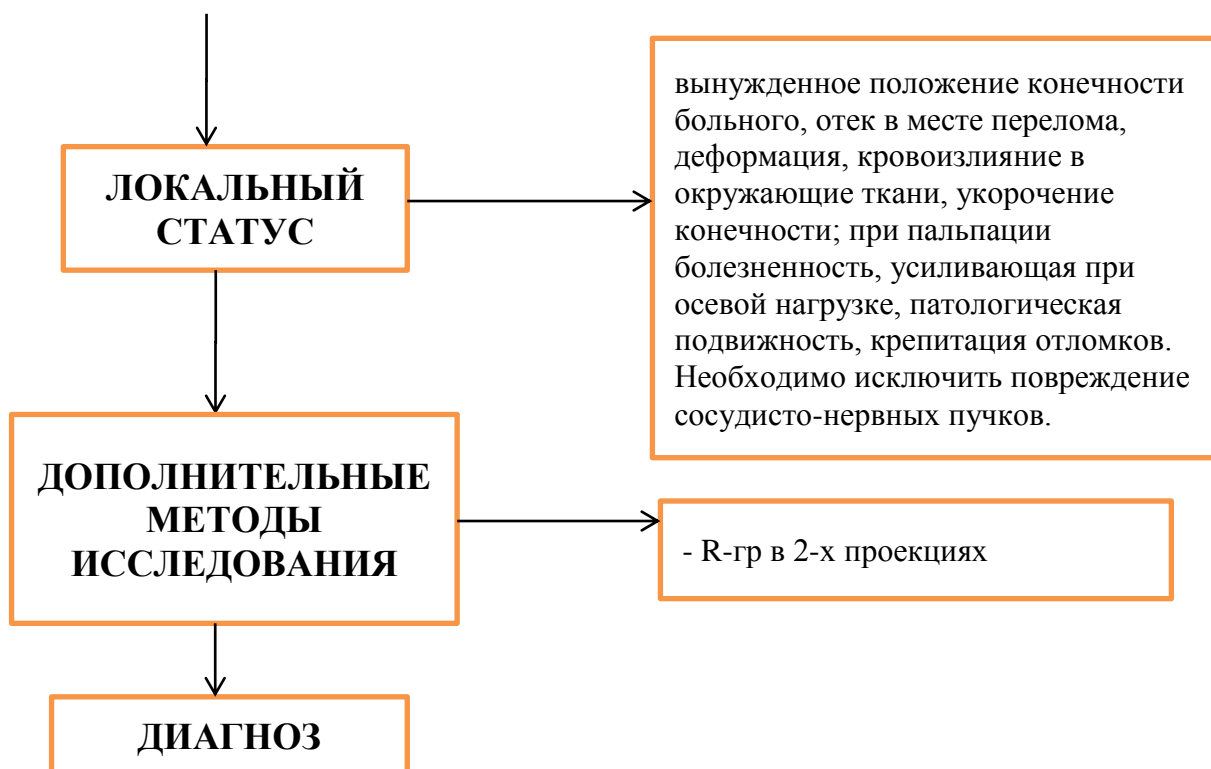 ЛОКАЛЬНЫЙ
СТАТУС
вынужденное положение конечности
больного, отек в месте перелома,
деформация, кровоизлияние в
окружающие ткани, укорочение
конечности; при пальпации
болезненность, усиливающая при
осевой нагрузке, патологическая
подвижность, крепитация отломков.
Необходимо исключить повреждение
сосудисто-нервных пучков.
ДОПОЛНИТЕЛЬНЫЕ
МЕТОДЫ
ИССЛЕДОВАНИЯ
- R-гр в 2-х проекциях
ДИАГНОЗ